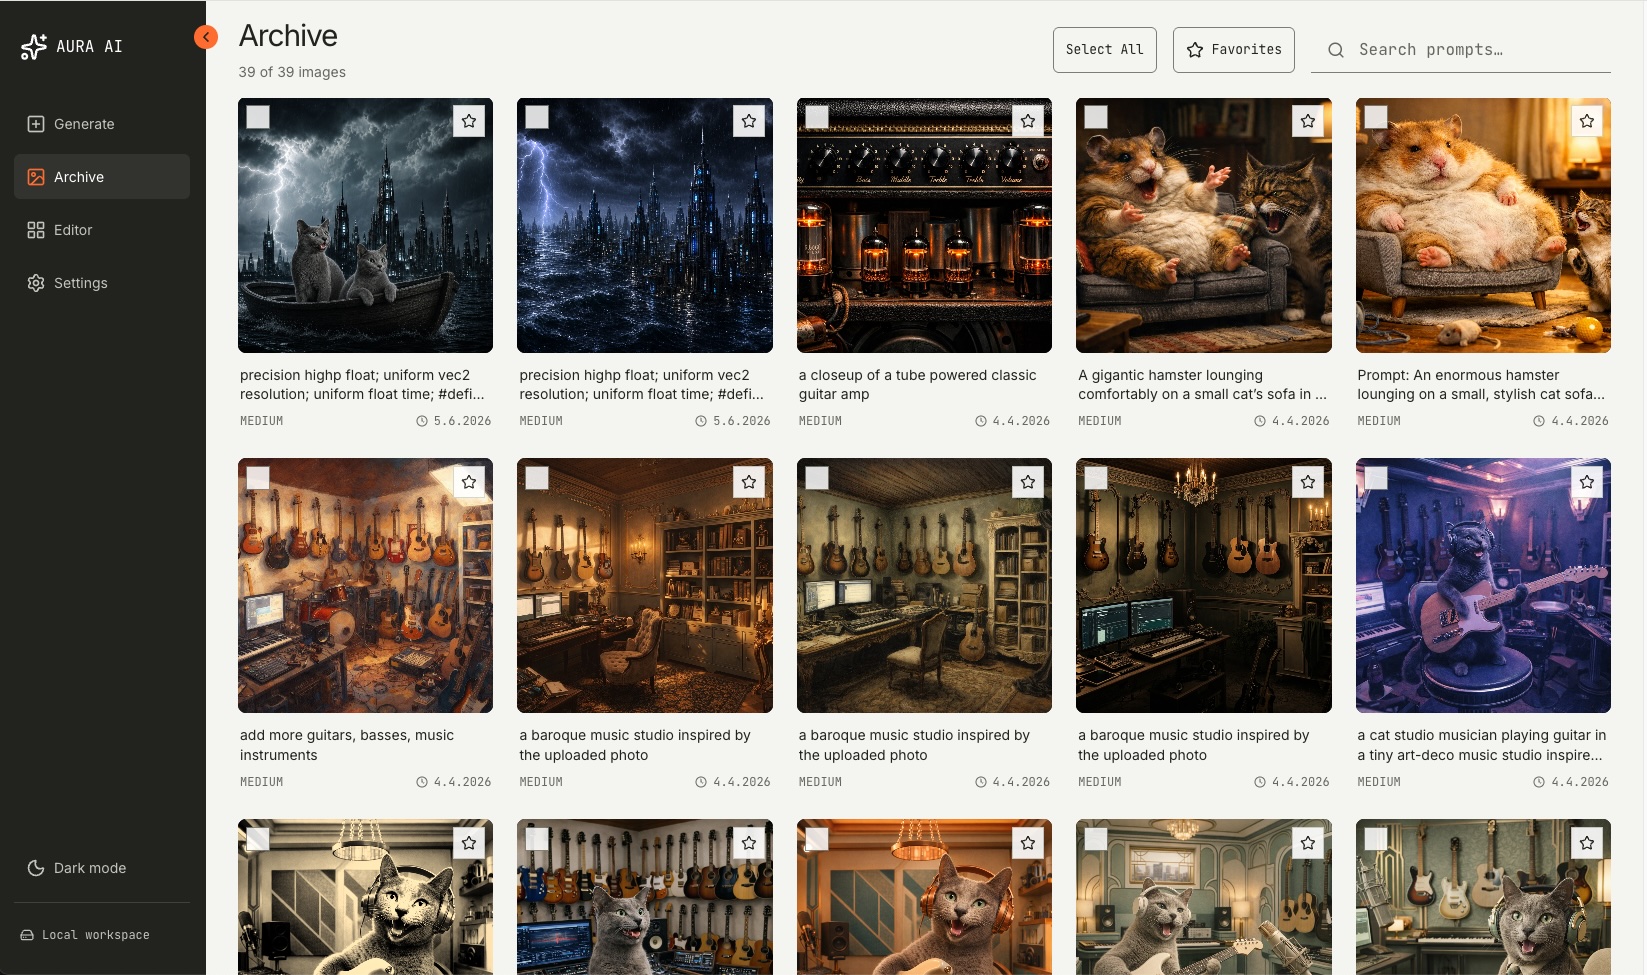 AURA AI
Generate
Archive
Editor
Settings
Dark mode
Local workspace
Archive
39 of 39 images
Select All
Favorites
Search prompts…
Bass
Middle
Treble
Volume
precision highp float; uniform vec2
resolution; uniform float time; #defi…
MEDIUM
5.6.2026
precision highp float; uniform vec2
resolution; uniform float time; #defi…
MEDIUM
5.6.2026
a closeup of a tube powered classic
guitar amp
MEDIUM
4.4.2026
A gigantic hamster lounging
comfortably on a small cat’s sofa in …
MEDIUM
4.4.2026
Prompt: An enormous hamster
lounging on a small, stylish cat sofa…
MEDIUM
4.4.2026
add more guitars, basses, music
instruments
MEDIUM
4.4.2026
a baroque music studio inspired by
the uploaded photo
MEDIUM
4.4.2026
a baroque music studio inspired by
the uploaded photo
MEDIUM
4.4.2026
a baroque music studio inspired by
the uploaded photo
MEDIUM
4.4.2026
a cat studio musician playing guitar in
a tiny art-deco music studio inspire…
MEDIUM
4.4.2026